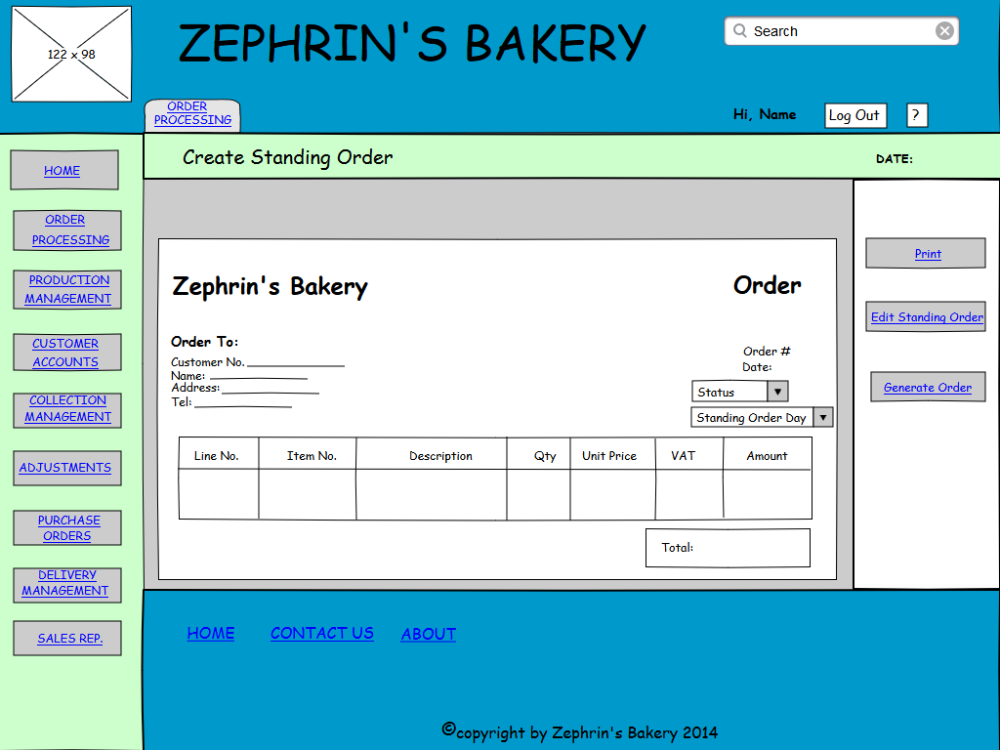 122 x 98
ZEPHRIN'S BAKERY
Search
ORDER
PROCESSING
Hi, Name
Log Out
?
Create Standing Order
DATE:
HOME
ORDER
PROCESSING
PRODUCTION
MANAGEMENT
CUSTOMER
ACCOUNTS
COLLECTION
MANAGEMENT
ADJUSTMENTS
PURCHASE
ORDERS
DELIVERY
MANAGEMENT
SALES REP.
Zephrin's Bakery
Order
Order To:
Customer No.
Name:
Address:
Tel:
Order #
Date:
Status
Standing Order Day
Line No. Item No. Description Qty Unit Price VAT Amount
Total:
Print
Edit Standing Order
Generate Order
HOME CONTACT US ABOUT
©copyright by Zephrin's Bakery 2014